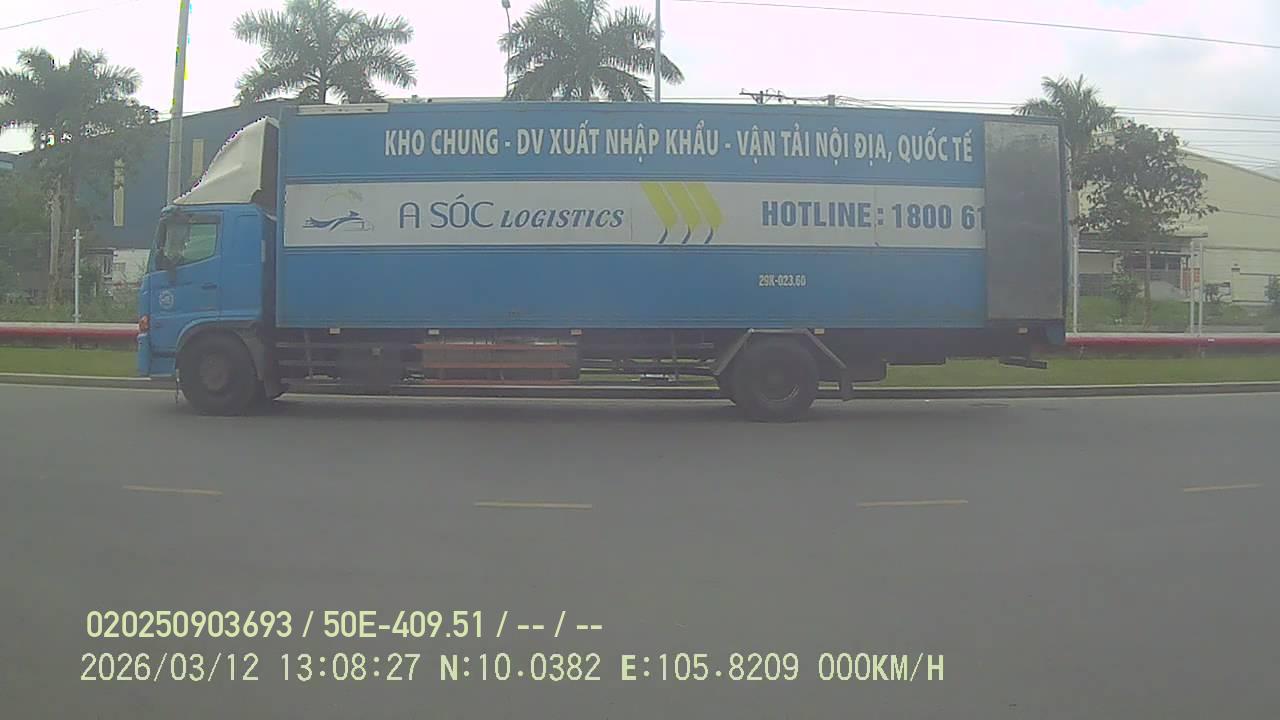 KHO CHUNG - DV XUẤT NHẬP KHẨU - VẬN TẢI NỘI ĐỊA, QUỐC TẾ
A SÓC LOGISTICS
HOTLINE: 1800 61
29K-023.60
020250903693 / 50E-409.51 / -- / --
2026/03/12 13:08:27 N:10.0382 E:105.8209 000KM/H